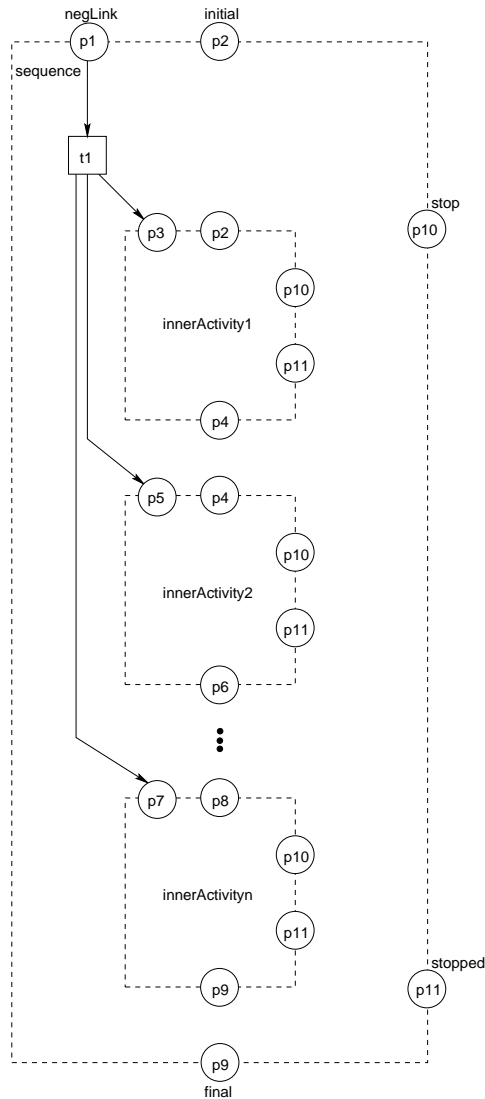 negLink initial
p1 p2
sequence
t1
stop
p3 p2 p10
p10
innerActivity1
p11
p4
p5 p4
p10
innerActivity2
p11
p6
p7 p8
p10
innerActivityn
p11
stopped
p9 p11
p9
final